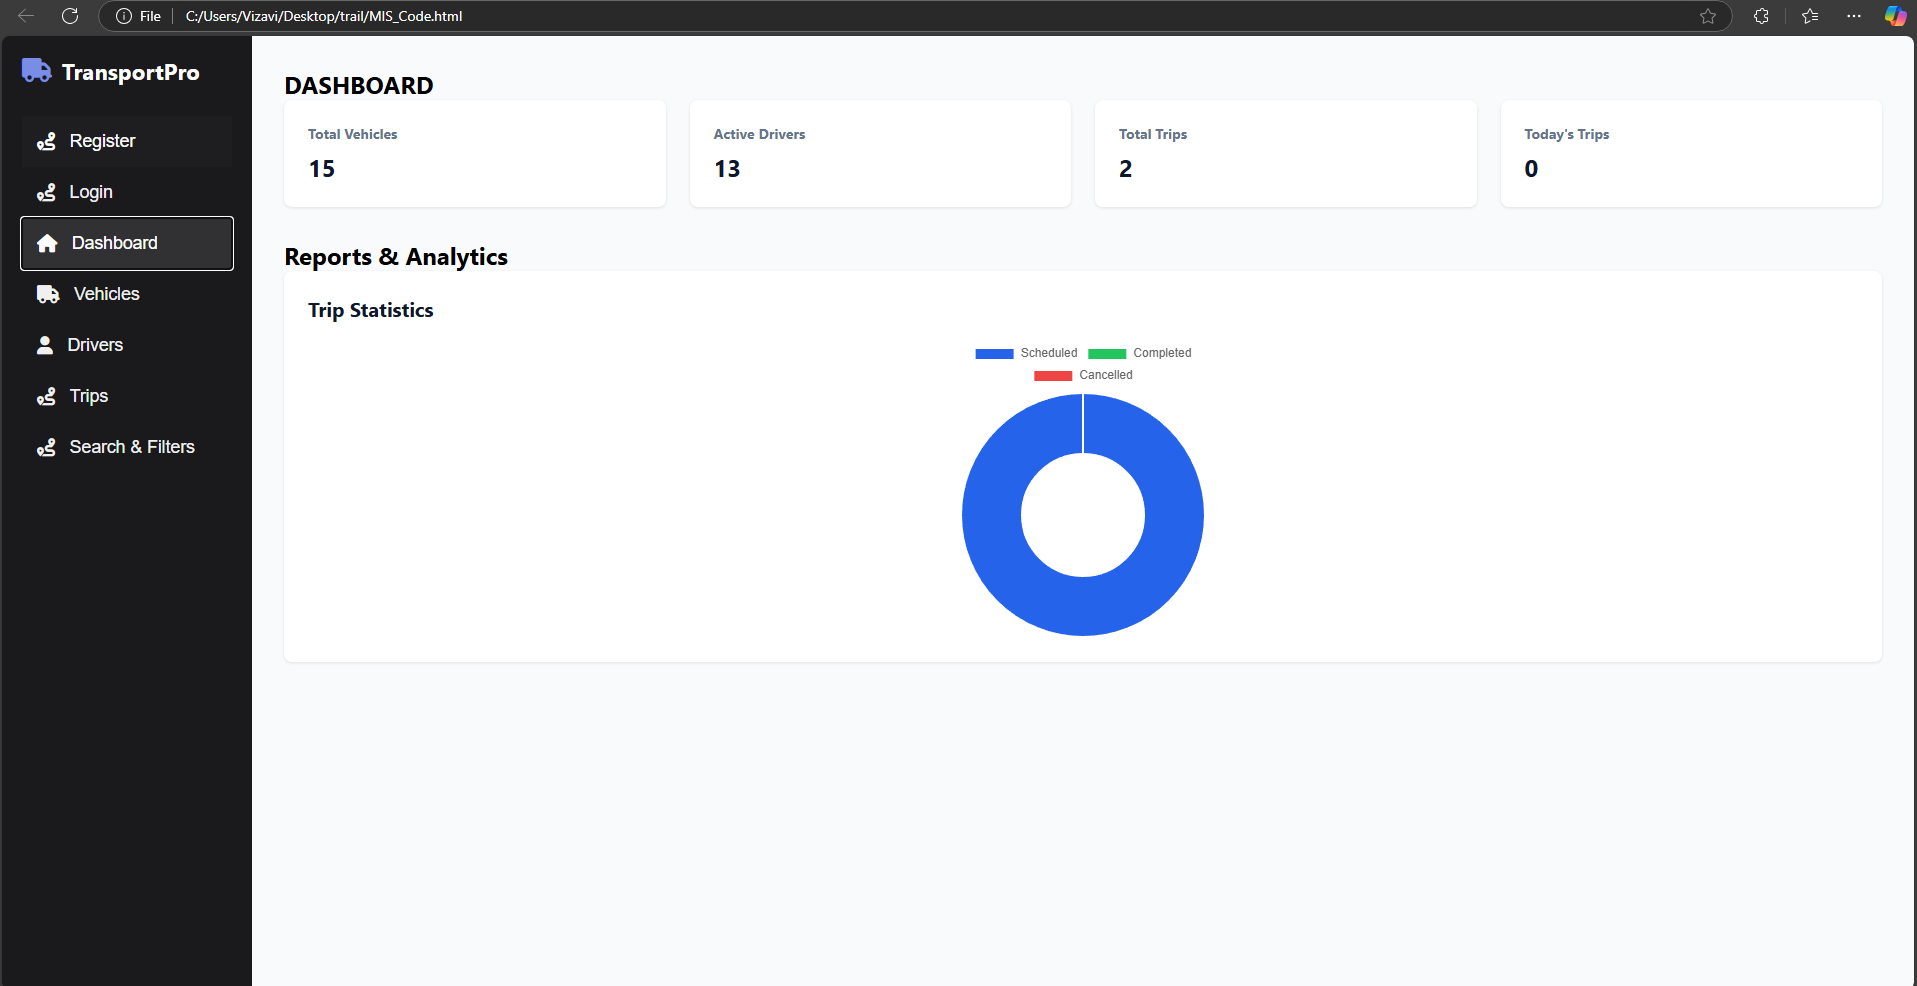 File
C:/Users/Vizavi/Desktop/trail/MIS_Code.html
TransportPro
Register
Login
Dashboard
Vehicles
Drivers
Trips
Search & Filters
DASHBOARD
Total Vehicles
15
Active Drivers
13
Total Trips
2
Today's Trips
0
Reports & Analytics
Trip Statistics
Scheduled Completed
Cancelled